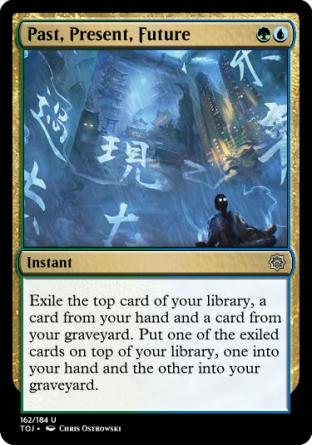 Past, Present, Future
現
Instant
Exile the top card of your library, a
card from your hand and a card from
your graveyard. Put one of the exiled
cards on top of your library, one into
your hand and the other into your
graveyard.
162/184 U
TOJ • Chris Ostrowski